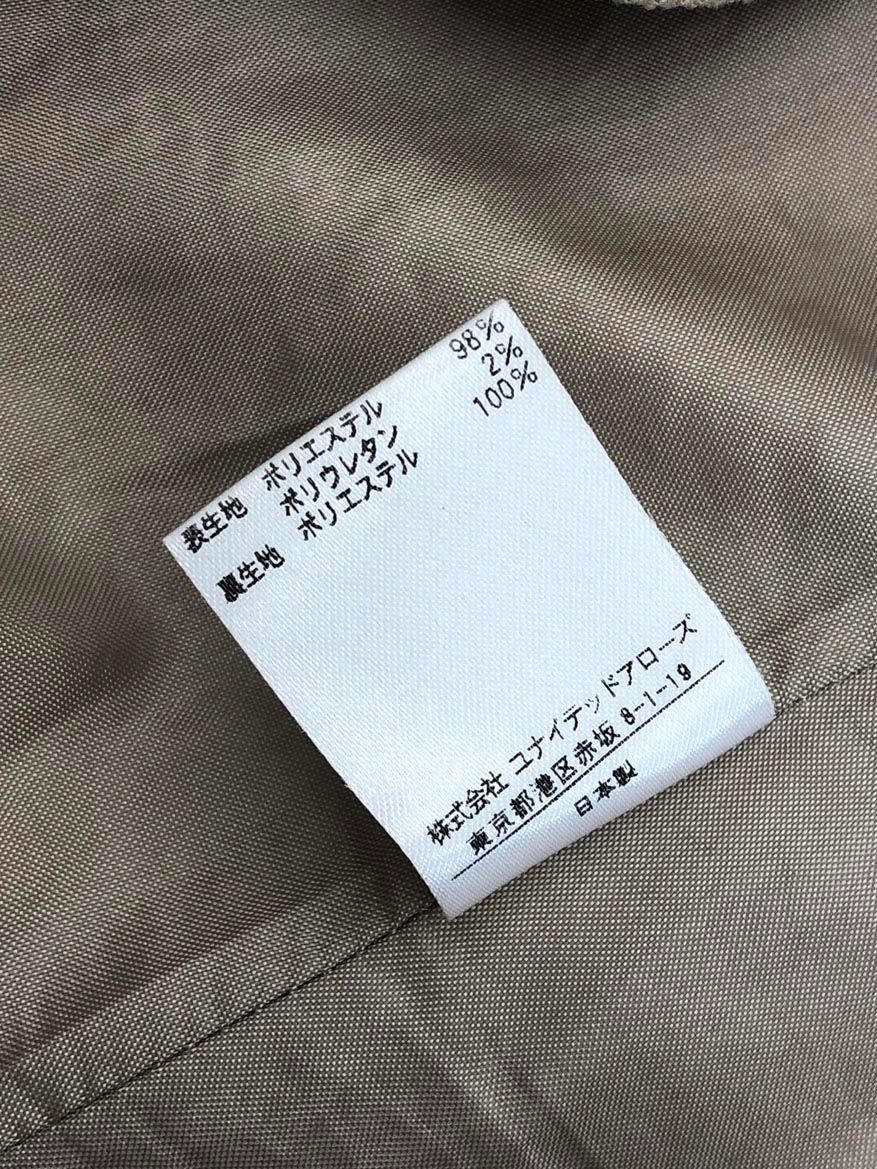 表生地 ポリエステル 98%
ポリウレタン 2%
裏生地 ポリエステル 100%
株式会社 ユナイテッドアローズ
東京都港区赤坂 8-1-19
日本製